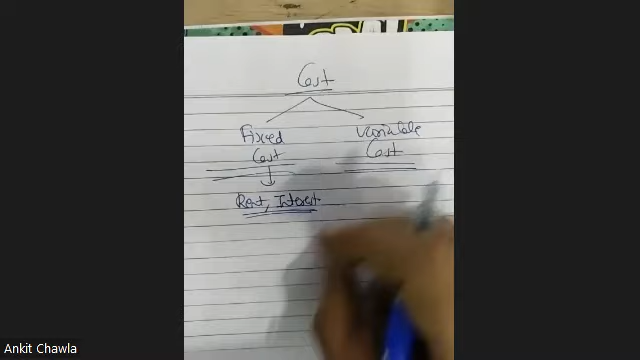 Cost
Fixed Variable
Cost Cost
Rent, Interest
Ankit Chawla